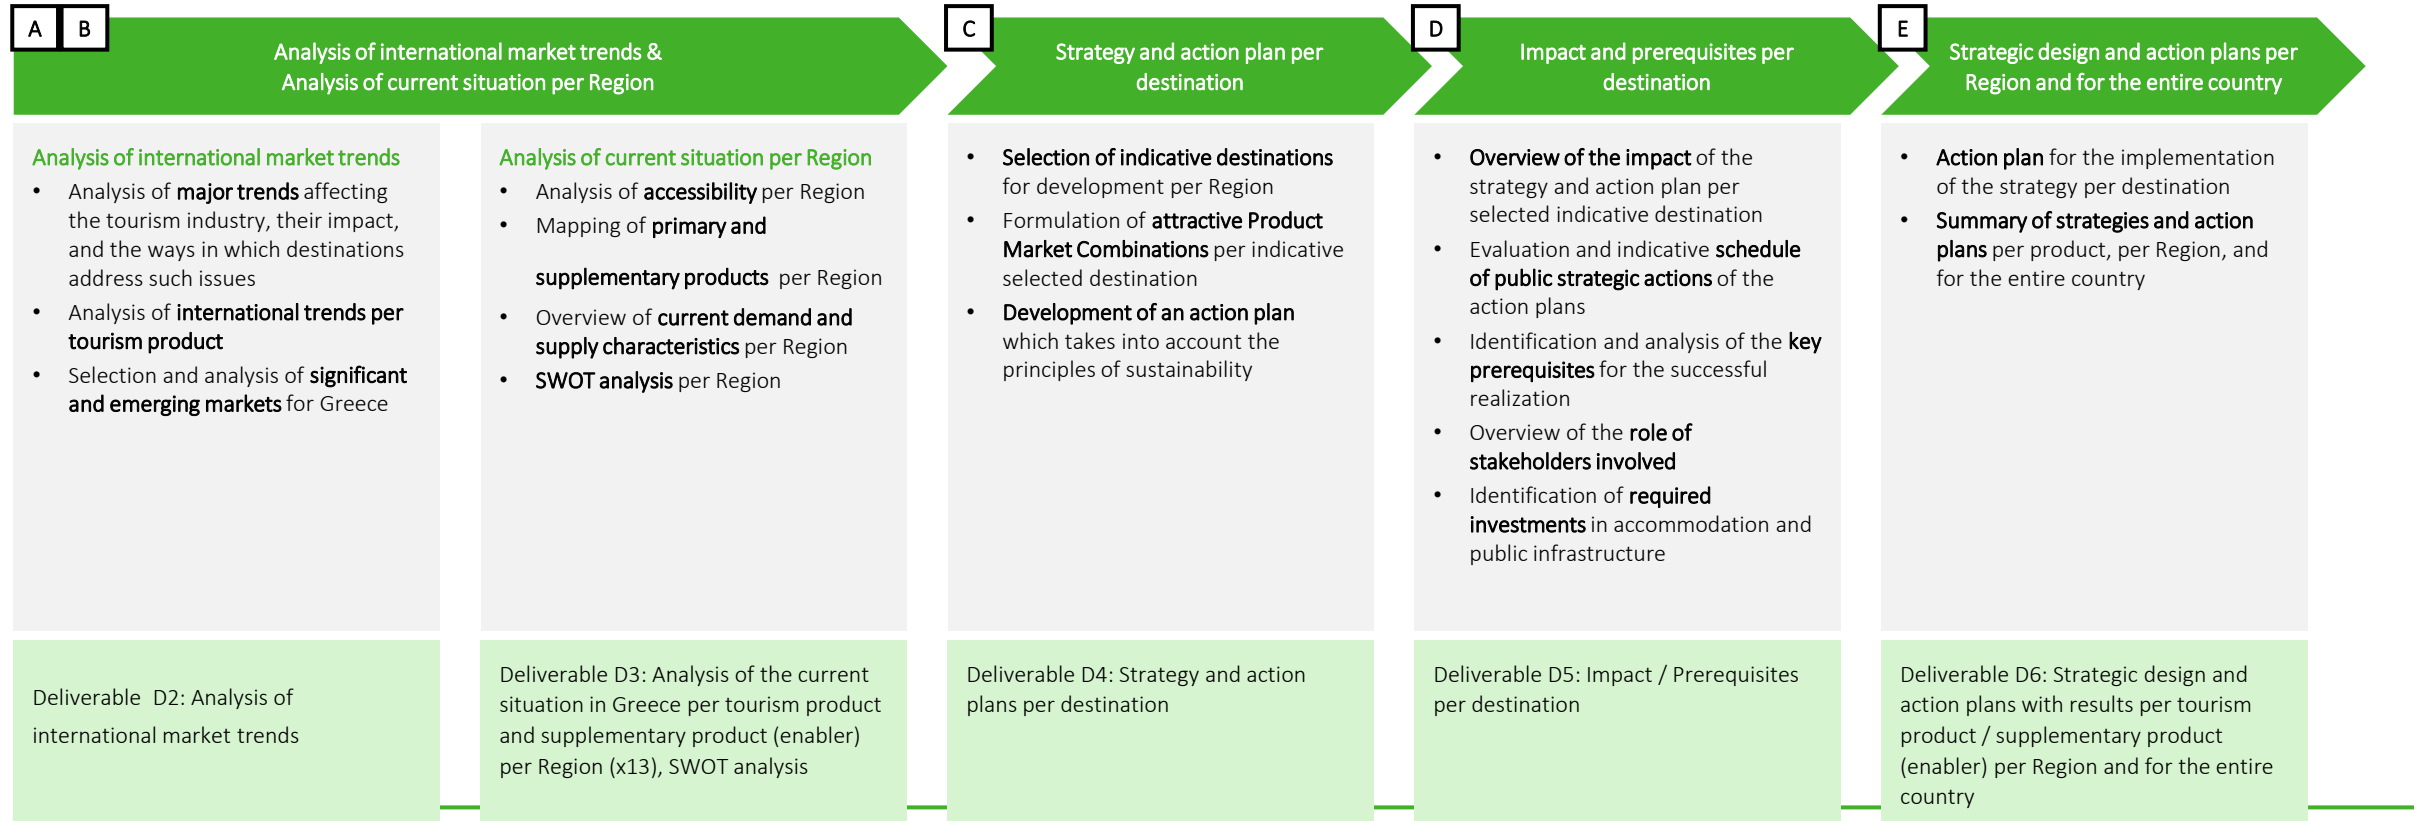 A B
Analysis of international market trends &
Analysis of current situation per Region
C
Strategy and action plan per
destination
D
Impact and prerequisites per
destination
E
Strategic design and action plans per
Region and for the entire country
Analysis of international market trends
• Analysis of major trends affecting
the tourism industry, their impact,
and the ways in which destinations
address such issues
• Analysis of international trends per
tourism product
• Selection and analysis of significant
and emerging markets for Greece
Analysis of current situation per Region
• Analysis of accessibility per Region
• Mapping of primary and
supplementary products per Region
• Overview of current demand and
supply characteristics per Region
• SWOT analysis per Region
• Selection of indicative destinations
for development per Region
• Formulation of attractive Product
Market Combinations per indicative
selected destination
• Development of an action plan
which takes into account the
principles of sustainability
• Overview of the impact of the
strategy and action plan per
selected indicative destination
• Evaluation and indicative schedule
of public strategic actions of the
action plans
• Identification and analysis of the key
prerequisites for the successful
realization
• Overview of the role of
stakeholders involved
• Identification of required
investments in accommodation and
public infrastructure
• Action plan for the implementation
of the strategy per destination
• Summary of strategies and action
plans per product, per Region, and
for the entire country
Deliverable D2: Analysis of
international market trends
Deliverable D3: Analysis of the current
situation in Greece per tourism product
and supplementary product (enabler)
per Region (x13), SWOT analysis
Deliverable D4: Strategy and action
plans per destination
Deliverable D5: Impact / Prerequisites
per destination
Deliverable D6: Strategic design and
action plans with results per tourism
product / supplementary product
(enabler) per Region and for the entire
country